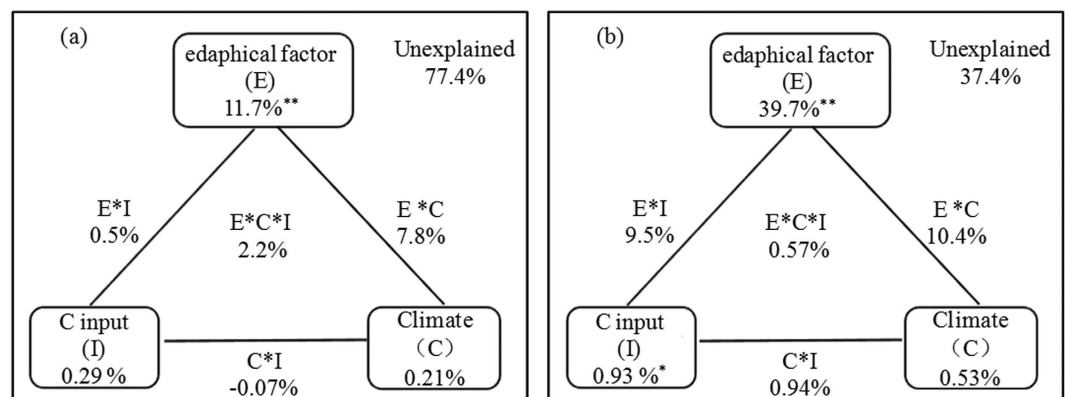 (a)
edaphical factor
(E)
11.7%**
Unexplained
77.4%
E*I
0.5%
E*C*I
2.2%
E *C
7.8%
C input
(I)
0.29 %
C*I
-0.07%
Climate
（C）
0.21%
(b)
edaphical factor
(E)
39.7%**
Unexplained
37.4%
E*I
9.5%
E*C*I
0.57%
E *C
10.4%
C input
(I)
0.93 %*
C*I
0.94%
Climate
（C）
0.53%